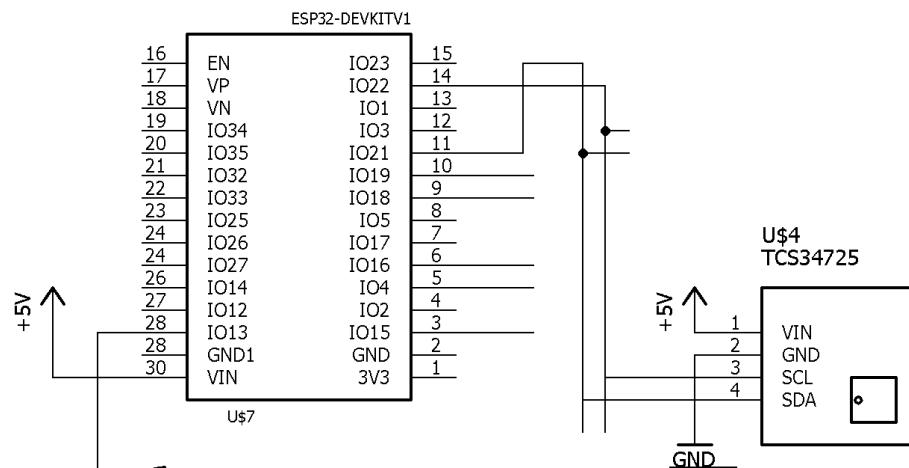 ESP32-DEVKITV1
16 EN IO23 15
17 VP IO22 14
18 VN IO1 13
19 IO34 IO3 12
20 IO35 IO21 11
21 IO32 IO19 10
22 IO33 IO18 9
23 IO25 IO5 8
24 IO26 IO17 7
24 IO27 IO16 6
26 IO14 IO4 5
27 IO12 IO2 4
28 IO13 IO15 3
28 GND1 GND 2
30 VIN 3V3 1
U$7
+5V
U$4
TCS34725
+5V
1 VIN
2 GND
3 SCL
4 SDA
GND